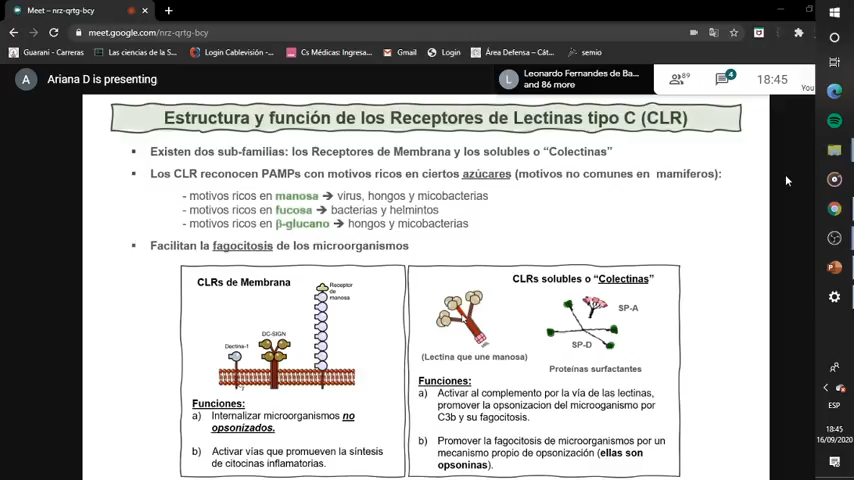 Meet – nrz-qrtg-bcy
meet.google.com/nrz-qrtg-bcy
Guarani - Carreras
Las ciencias de la S...
Login Cablevisión...
Cs Médicas: Ingresa...
Gmail
Login
Área Defensa – Cát...
semio
A
Ariana D is presenting
L
Leonardo Fernandes de Ba...
and 86 more
89
4
18:45
You
Estructura y función de los Receptores de Lectinas tipo C (CLR)
Existen dos sub-familias: los Receptores de Membrana y los solubles o “Colectinas”
Los CLR reconocen PAMPs con motivos ricos en ciertos azúcares (motivos no comunes en mamíferos):
- motivos ricos en manosa ➔ virus, hongos y micobacterias
- motivos ricos en fucosa ➔ bacterias y helmintos
- motivos ricos en β-glucano ➔ hongos y micobacterias
Facilitan la fagocitosis de los microorganismos
CLRs de Membrana
Receptor
de
manosa
DC-SIGN
Dectina-1
Funciones:
a) Internalizar microorganismos no
opsonizados.
b) Activar vías que promueven la síntesis
de citocinas inflamatorias.
CLRs solubles o “Colectinas”
SP-A
SP-D
(Lectina que une manosa)
Proteínas surfactantes
Funciones:
a) Activar al complemento por la vía de las lectinas,
promover la opsonizacion del microoganismo por
C3b y su fagocitosis.
b) Promover la fagocitosis de microorganismos por un
mecanismo propio de opsonización (ellas son
opsoninas).
ESP
18:45
16/09/2020